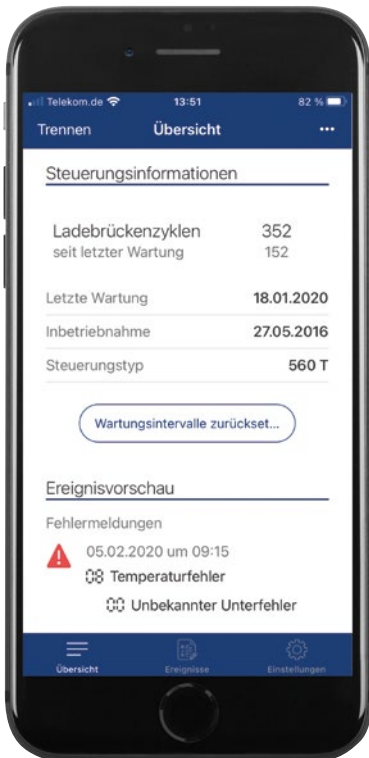 Telekom.de 13:51 82 %
Trennen Übersicht ...
Steuerungsinformationen
Ladebrückenzyklen 352
seit letzter Wartung 152
Letzte Wartung 18.01.2020
Inbetriebnahme 27.05.2016
Steuerungstyp 560 T
Wartungsintervalle zurückset...
Ereignisvorschau
Fehlermeldungen
05.02.2020 um 09:15
08 Temperaturfehler
00 Unbekannter Unterfehler
Übersicht Ereignisse Einstellungen